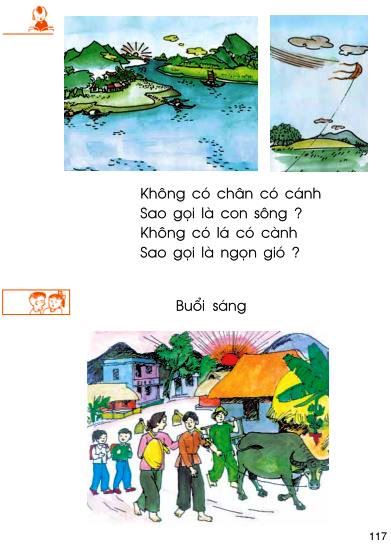 Không có chân có cánh
Sao gọi là con sông ?
Không có lá có cành
Sao gọi là ngọn gió ?
Buổi sáng
117